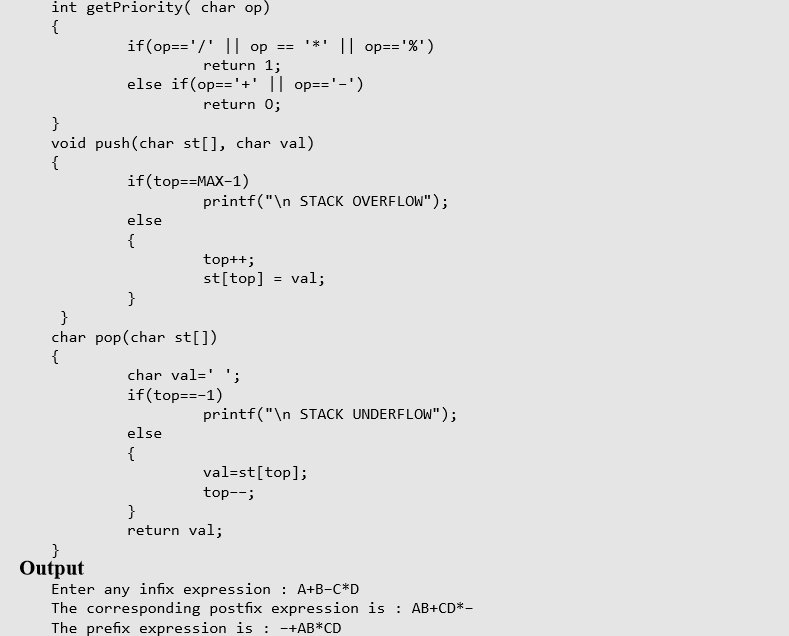 int getPriority( char op)
{
if(op=='/' || op == '*' || op=='%')
return 1;
else if(op=='+' || op=='-')
return 0;
}
void push(char st[], char val)
{
if(top==MAX-1)
printf("\n STACK OVERFLOW");
else
{
top++;
st[top] = val;
}
}
char pop(char st[])
{
char val=' ';
if(top==-1)
printf("\n STACK UNDERFLOW");
else
{
val=st[top];
top--;
}
return val;
}
Output
Enter any infix expression : A+B-C*D
The corresponding postfix expression is : AB+CD*-
The prefix expression is : -+AB*CD